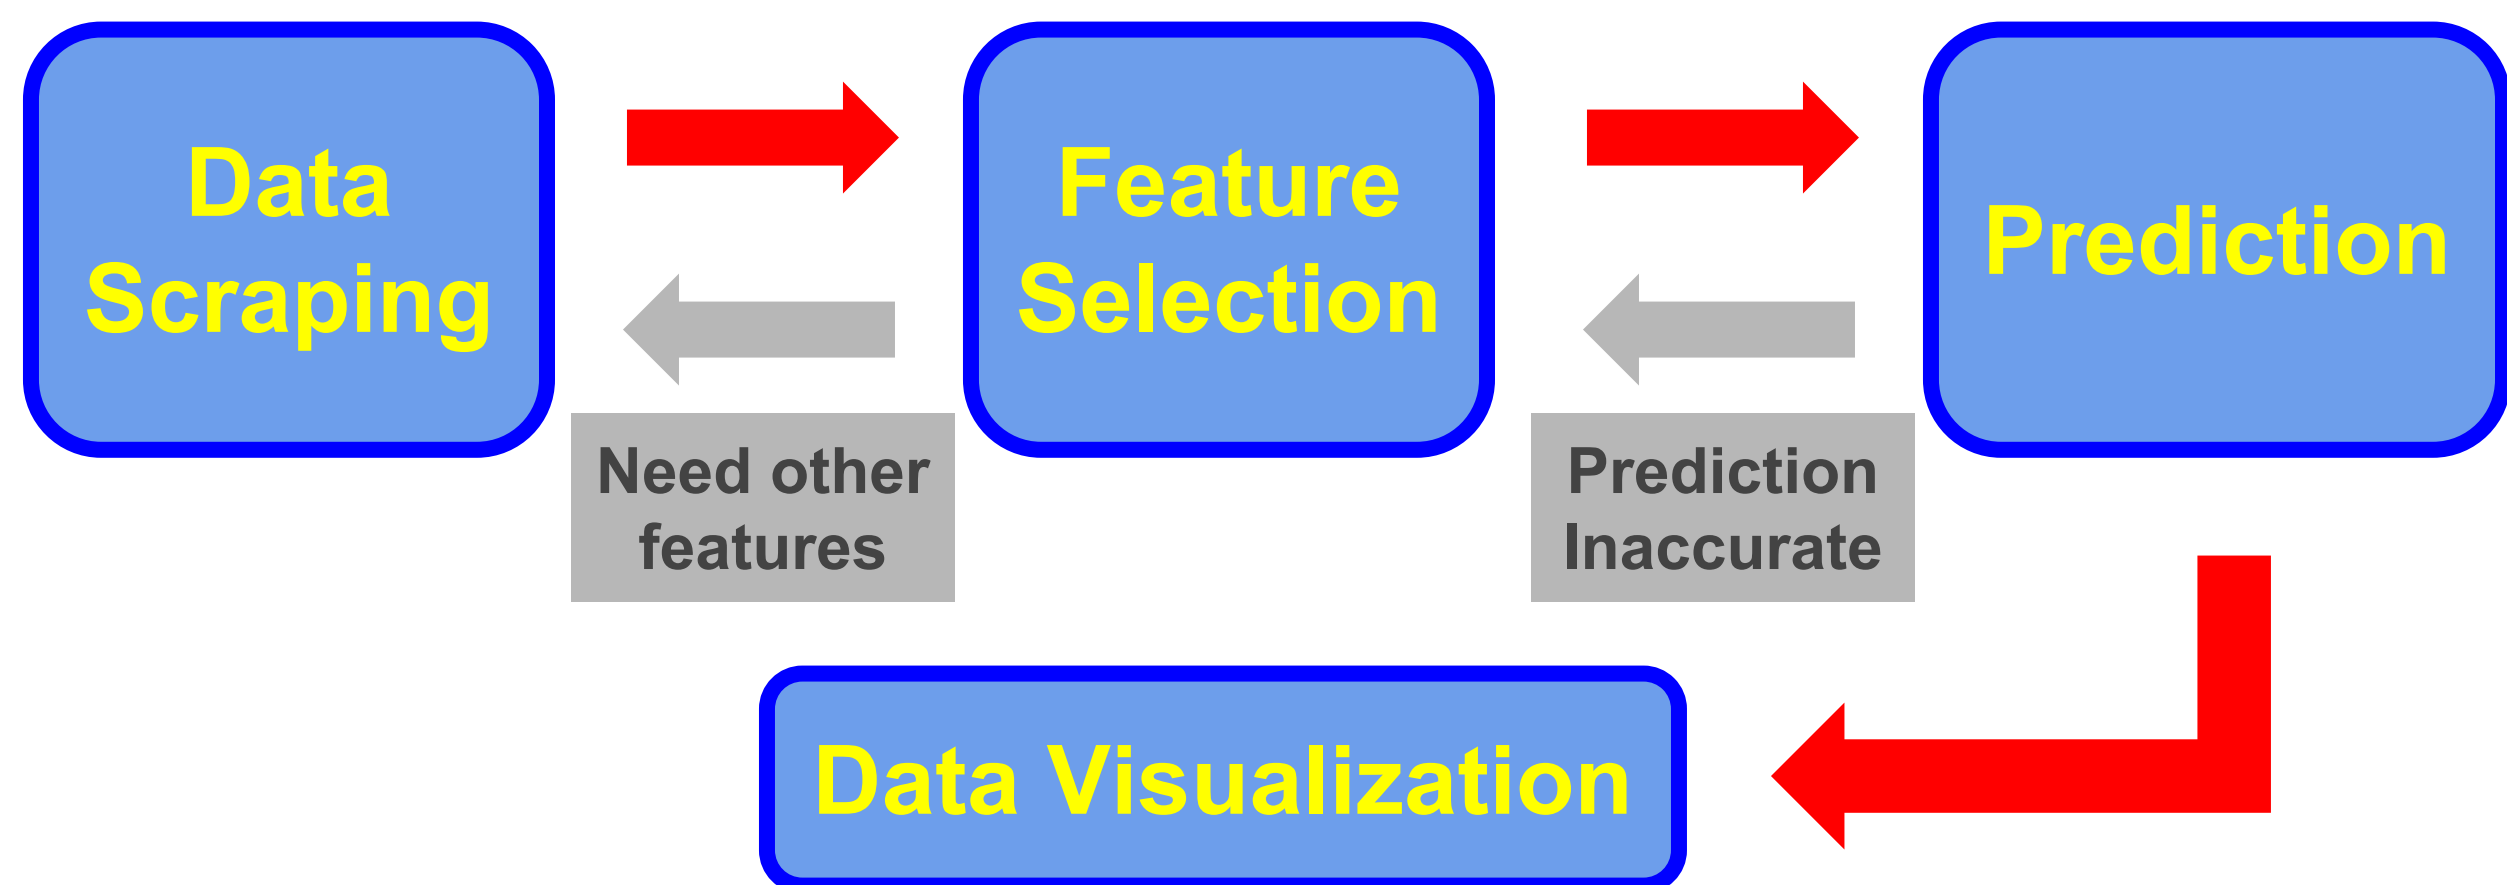 Data
Scraping
Feature
Selection
Prediction
Need other
features
Prediction
Inaccurate
Data Visualization